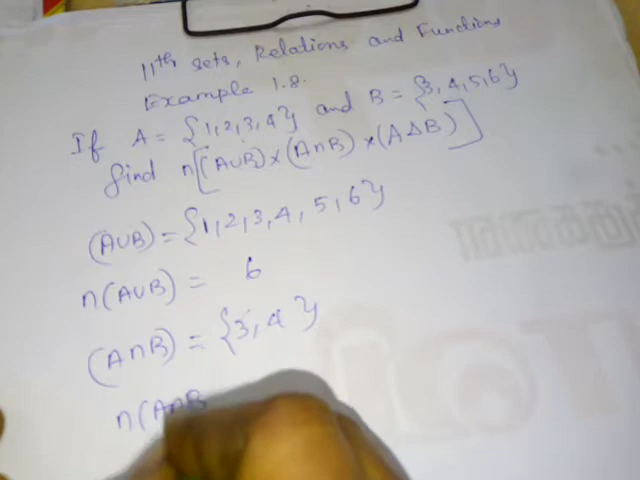 11th Sets, Relations and Functions
Example 1.8.
If A = {1,2,3,4} and B = {3,4,5,6}
find n[(A∪B)×(A∩B)×(AΔB)]
(A∪B) = {1,2,3,4,5,6}
n(A∪B) = 6
(A∩B) = {3,4}
n(A∩B